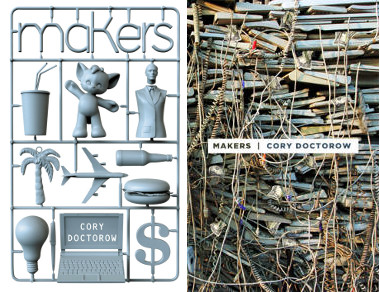 makers
CORY
DOCTOROW
$
MAKERS | CORY DOCTOROW